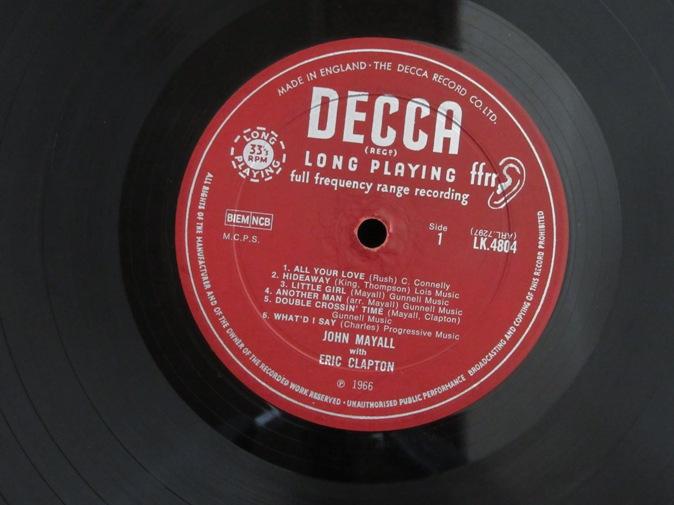 MADE IN ENGLAND · THE DECCA RECORD CO. LTD.
DECCA
(REGD)
LONG PLAYING
33⅓ RPM
LONG PLAYING ffrr
full frequency range recording
BIEM NCB
M.C.P.S.
Side
1
(ARL.7297)
LK.4804
1. ALL YOUR LOVE (Rush) C. Connelly
2. HIDEAWAY (King, Thompson) Lois Music
3. LITTLE GIRL (Mayall) Gunnell Music
4. ANOTHER MAN (arr. Mayall) Gunnell Music
5. DOUBLE CROSSIN' TIME (Mayall, Clapton)
Gunnell Music
6. WHAT'D I SAY (Charles) Progressive Music
JOHN MAYALL
with
ERIC CLAPTON
℗ 1966
ALL RIGHTS OF THE MANUFACTURER AND OF THE OWNER OF THE RECORDED WORK RESERVED · UNAUTHORISED PUBLIC PERFORMANCE BROADCASTING AND COPYING OF THIS RECORD PROHIBITED